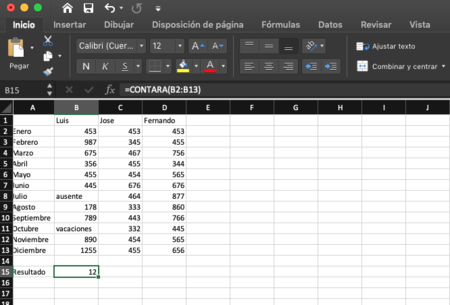 Inicio Insertar Dibujar Disposición de página Fórmulas Datos Revisar Vista
Pegar Calibri (Cuer... 12 A A Ajustar texto
N K S A Combinar y centrar
B15 fx =CONTARA(B2:B13)
A B C D E F G H I J
1 Luis Jose Fernando
2 Enero 453 453 453
3 Febrero 987 345 455
4 Marzo 675 467 756
5 Abril 356 455 344
6 Mayo 455 454 565
7 Junio 445 676 676
8 Julio ausente 464 877
9 Agosto 178 333 860
10 Septiembre 789 443 766
11 Octubre vacaciones 332 445
12 Noviembre 890 454 565
13 Diciembre 1255 455 656
14
15 Resultado 12
16
17
18